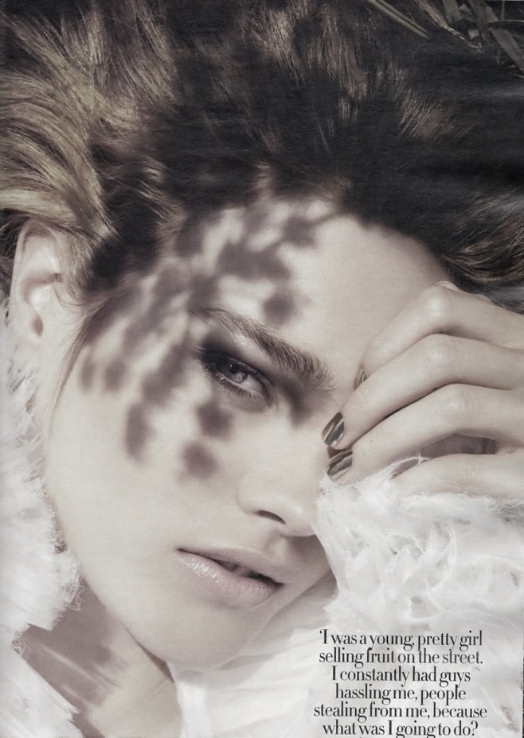 'I was a young, pretty girl
selling fruit on the street.
I constantly had guys
hassling me, people
stealing from me, because
what was I going to do?